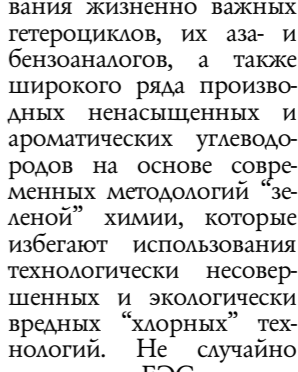 вания жизненно важных
гетероциклов, их аза- и
бензоаналогов, а также
широкого ряда произво-
дных ненасыщенных и
ароматических углеводо-
родов на основе совре-
менных методологий “зе-
леной” химии, которые
избегают использования
технологически несовер-
шенных и экологически
вредных “хлорных” тех-
нологий. Не случайно